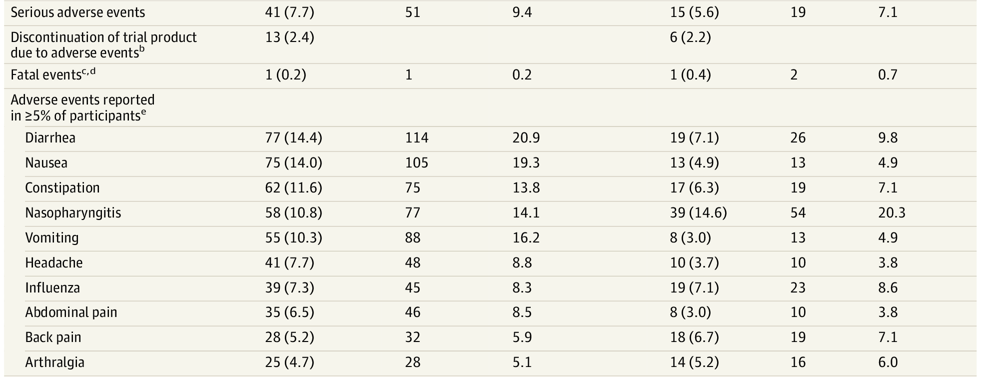 Serious adverse events 41 (7.7) 51 9.4 15 (5.6) 19 7.1
Discontinuation of trial product
due to adverse eventsᵇ 13 (2.4) 6 (2.2)
Fatal eventsᶜ,ᵈ 1 (0.2) 1 0.2 1 (0.4) 2 0.7
Adverse events reported
in ≥5% of participantsᵉ
Diarrhea 77 (14.4) 114 20.9 19 (7.1) 26 9.8
Nausea 75 (14.0) 105 19.3 13 (4.9) 13 4.9
Constipation 62 (11.6) 75 13.8 17 (6.3) 19 7.1
Nasopharyngitis 58 (10.8) 77 14.1 39 (14.6) 54 20.3
Vomiting 55 (10.3) 88 16.2 8 (3.0) 13 4.9
Headache 41 (7.7) 48 8.8 10 (3.7) 10 3.8
Influenza 39 (7.3) 45 8.3 19 (7.1) 23 8.6
Abdominal pain 35 (6.5) 46 8.5 8 (3.0) 10 3.8
Back pain 28 (5.2) 32 5.9 18 (6.7) 19 7.1
Arthralgia 25 (4.7) 28 5.1 14 (5.2) 16 6.0